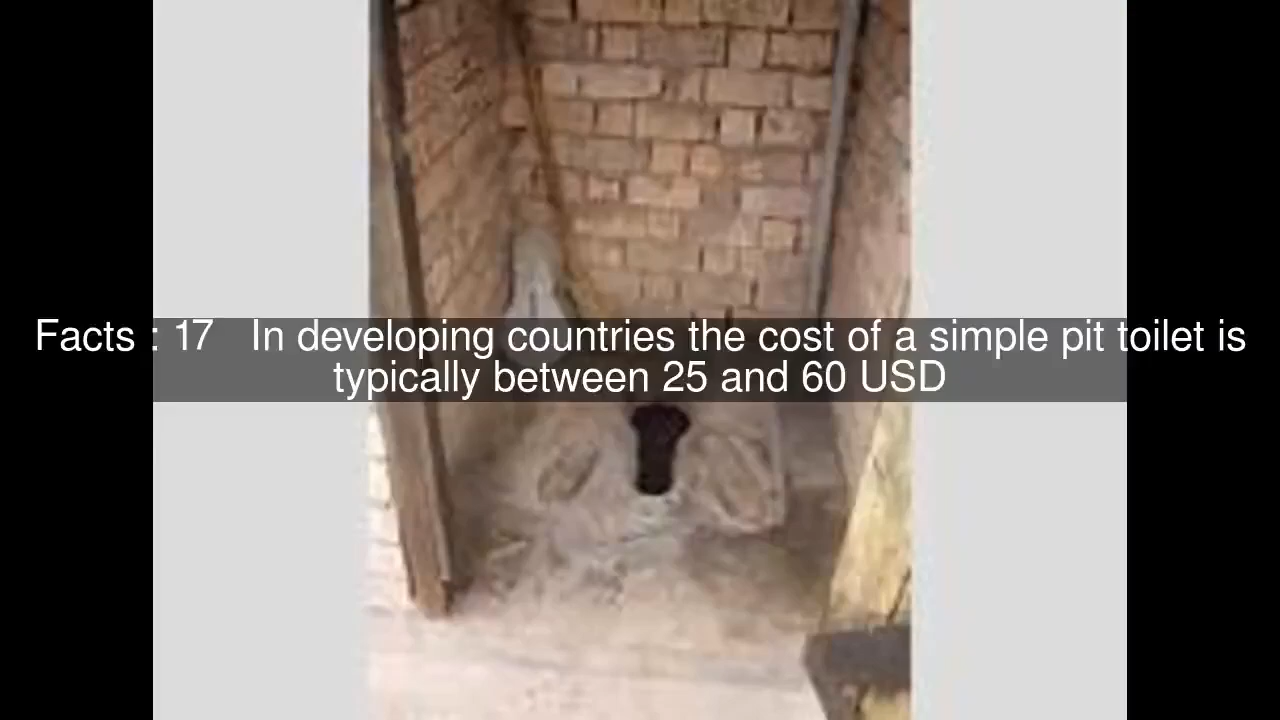 Facts : 17 In developing countries the cost of a simple pit toilet is
typically between 25 and 60 USD